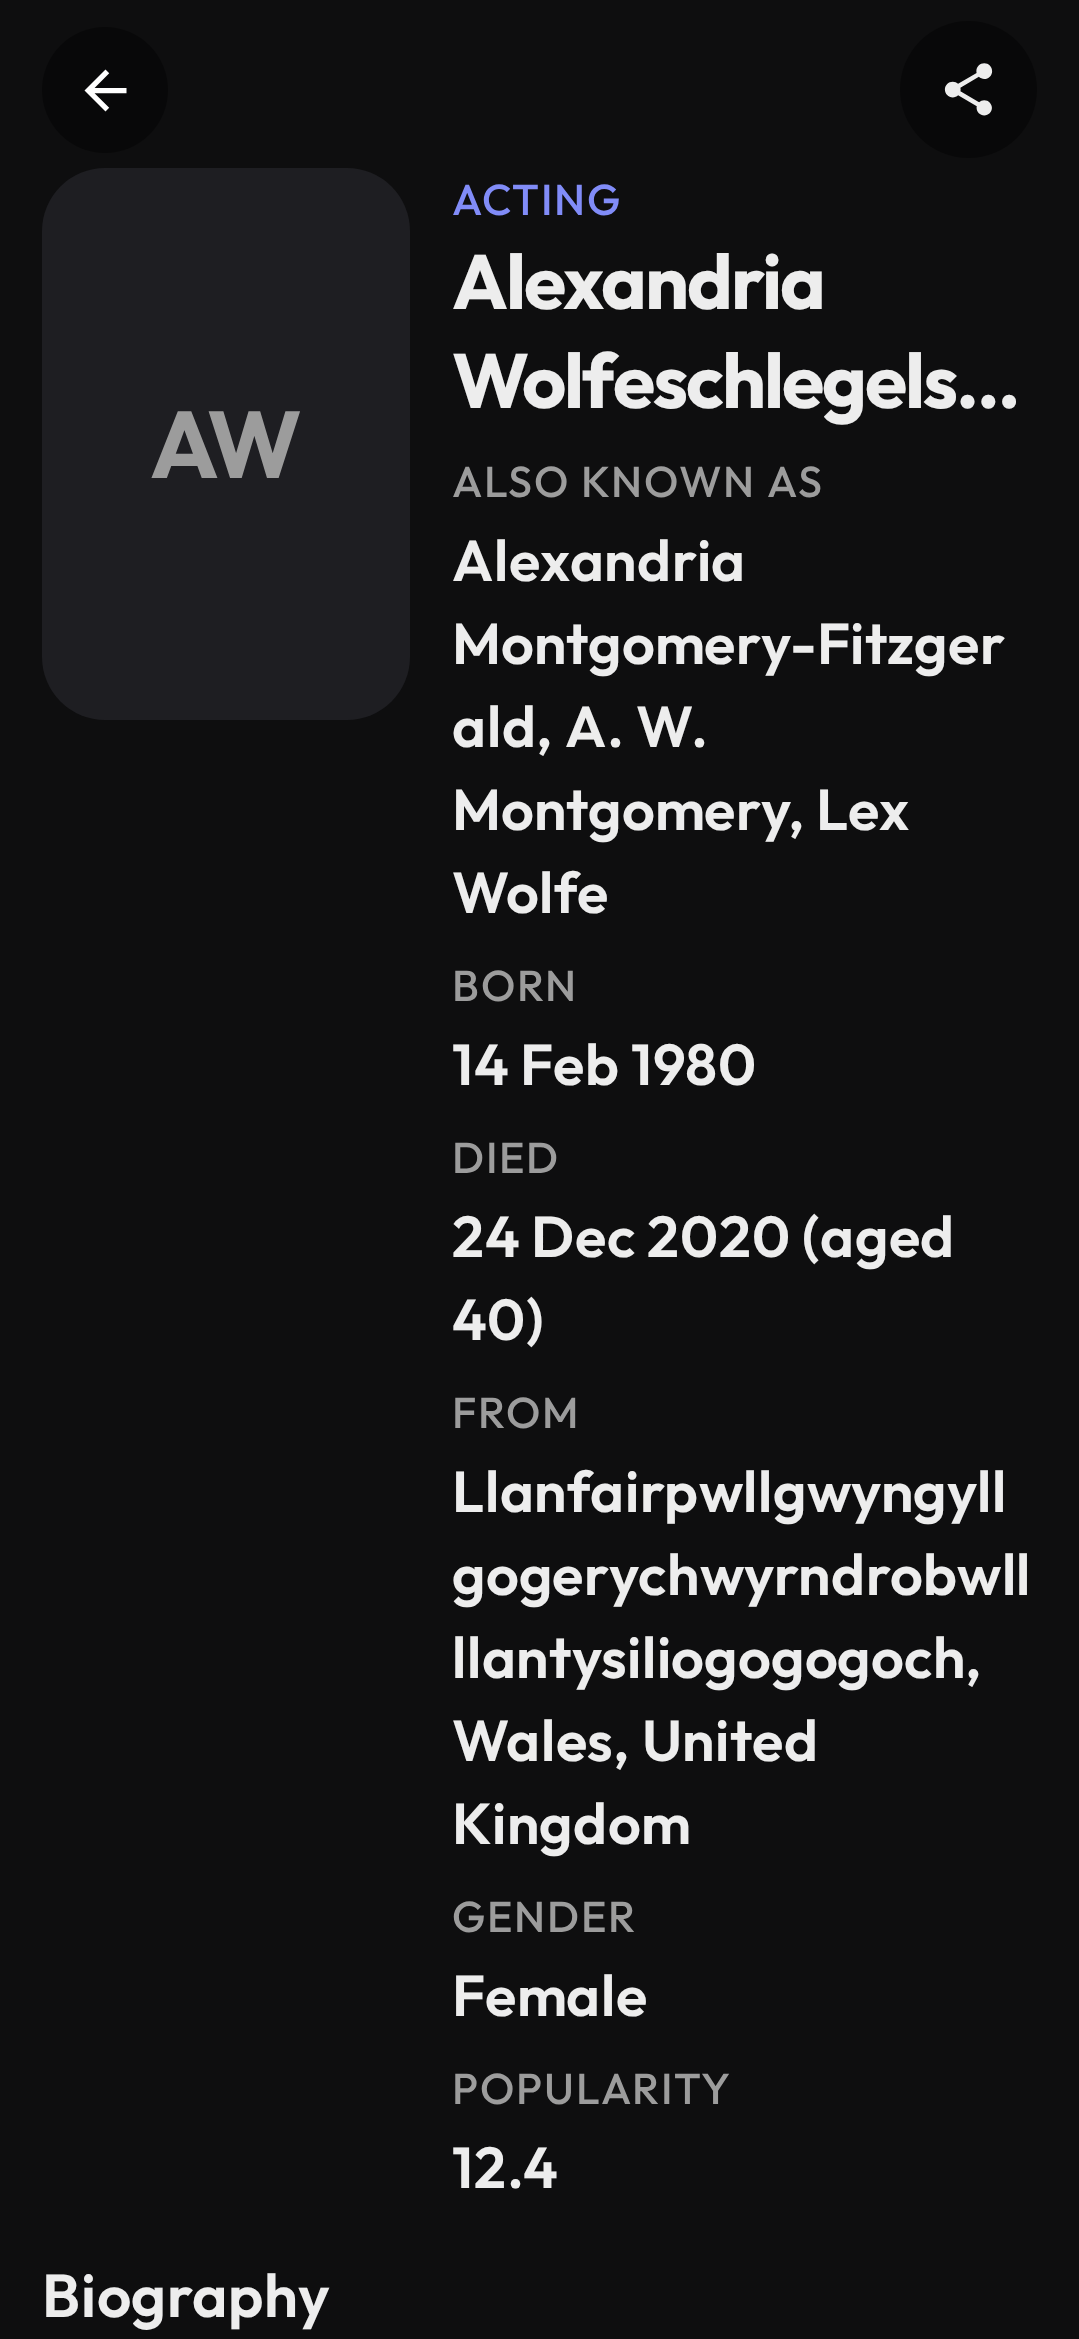 ACTING
Alexandria
Wolfeschlegels...
AW
ALSO KNOWN AS
Alexandria
Montgomery-Fitzger
ald, A. W.
Montgomery, Lex
Wolfe
BORN
14 Feb 1980
DIED
24 Dec 2020 (aged
40)
FROM
Llanfairpwllgwyngyll
gogerychwyrndrobwll
llantysiliogogogoch,
Wales, United
Kingdom
GENDER
Female
POPULARITY
12.4
Biography